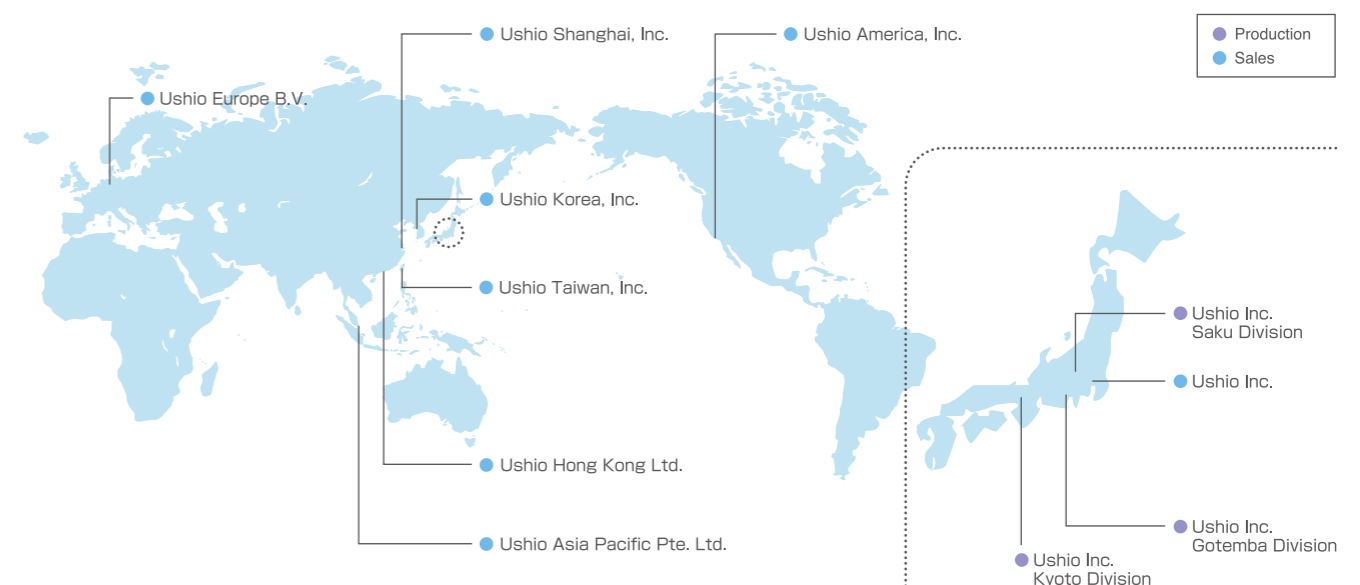 Ushio Shanghai, Inc.
Ushio America, Inc.
Production
Sales
Ushio Europe B.V.
Ushio Korea, Inc.
Ushio Taiwan, Inc.
Ushio Inc.
Saku Division
Ushio Inc.
Ushio Hong Kong Ltd.
Ushio Asia Pacific Pte. Ltd.
Ushio Inc.
Gotemba Division
Ushio Inc.
Kyoto Division